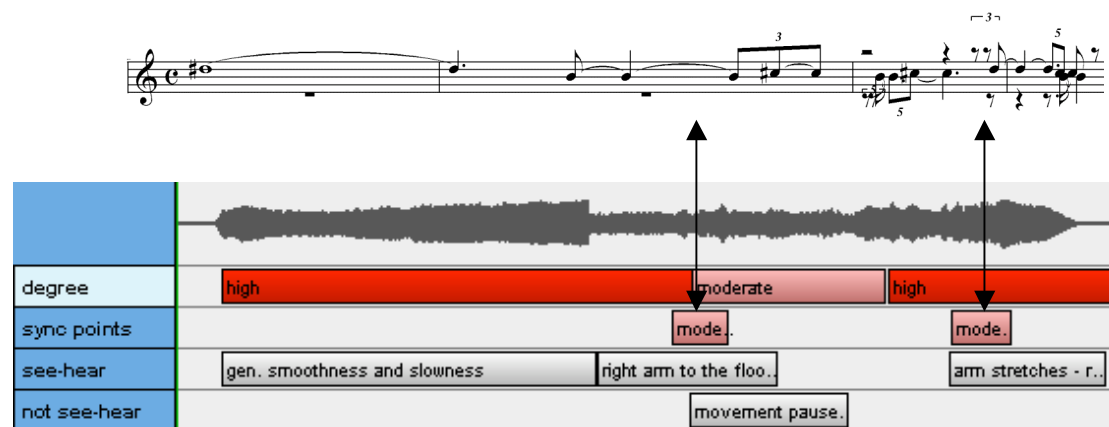 3
3
5
5
5
degree high moderate high
sync points mode.. mode..
see-hear gen. smoothness and slowness right arm to the floo.. arm stretches - r..
not see-hear movement pause..